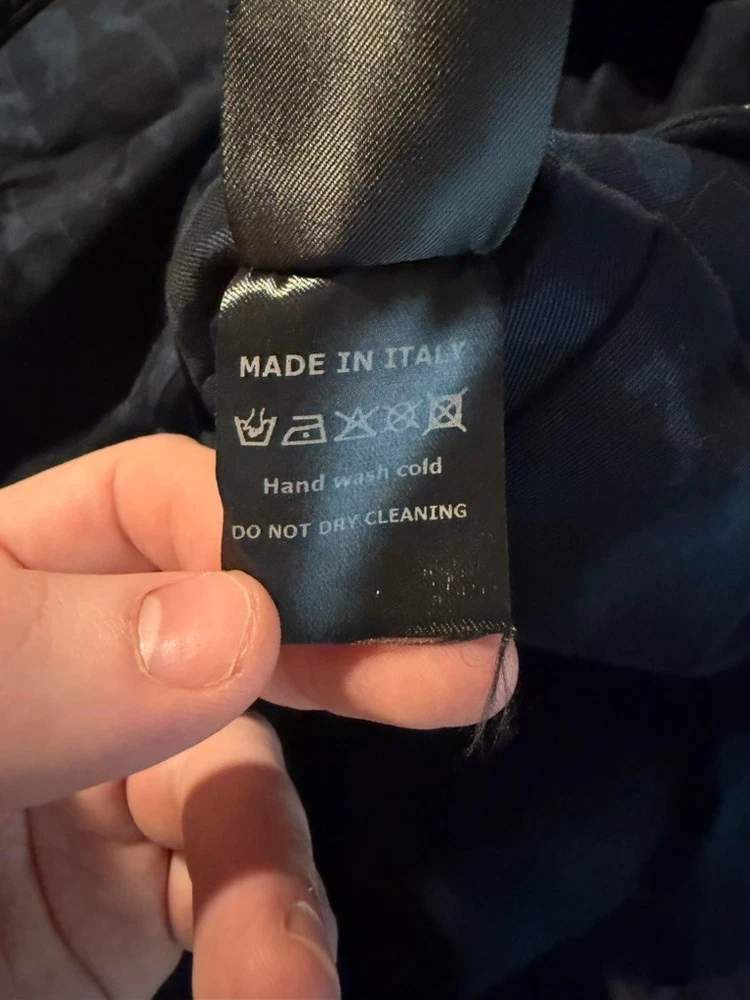 MADE IN ITALY
Hand wash cold
DO NOT DRY CLEANING